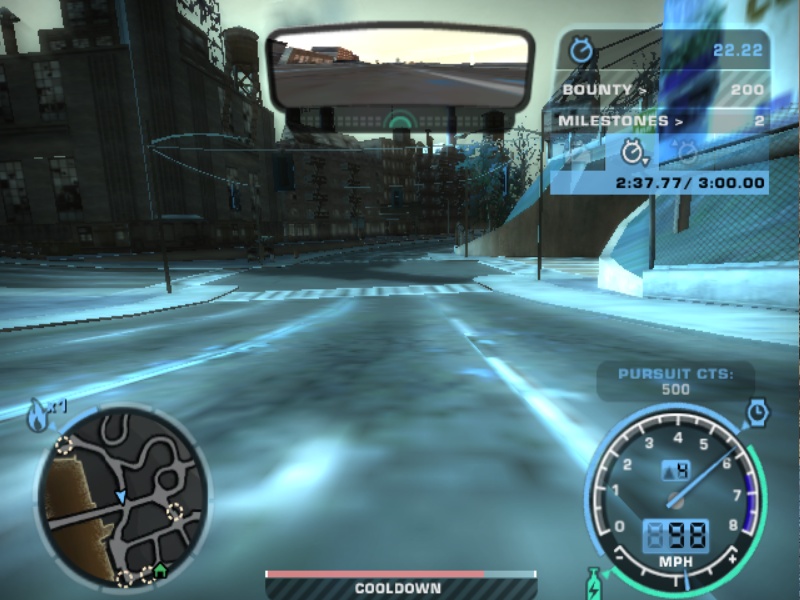 22.22
BOUNTY > 200
MILESTONES > 2
2:37.77/ 3:00.00
PURSUIT CTS:
500
x1
0 1 2 3 4 5 6 7 8
4
98
MPH
COOLDOWN